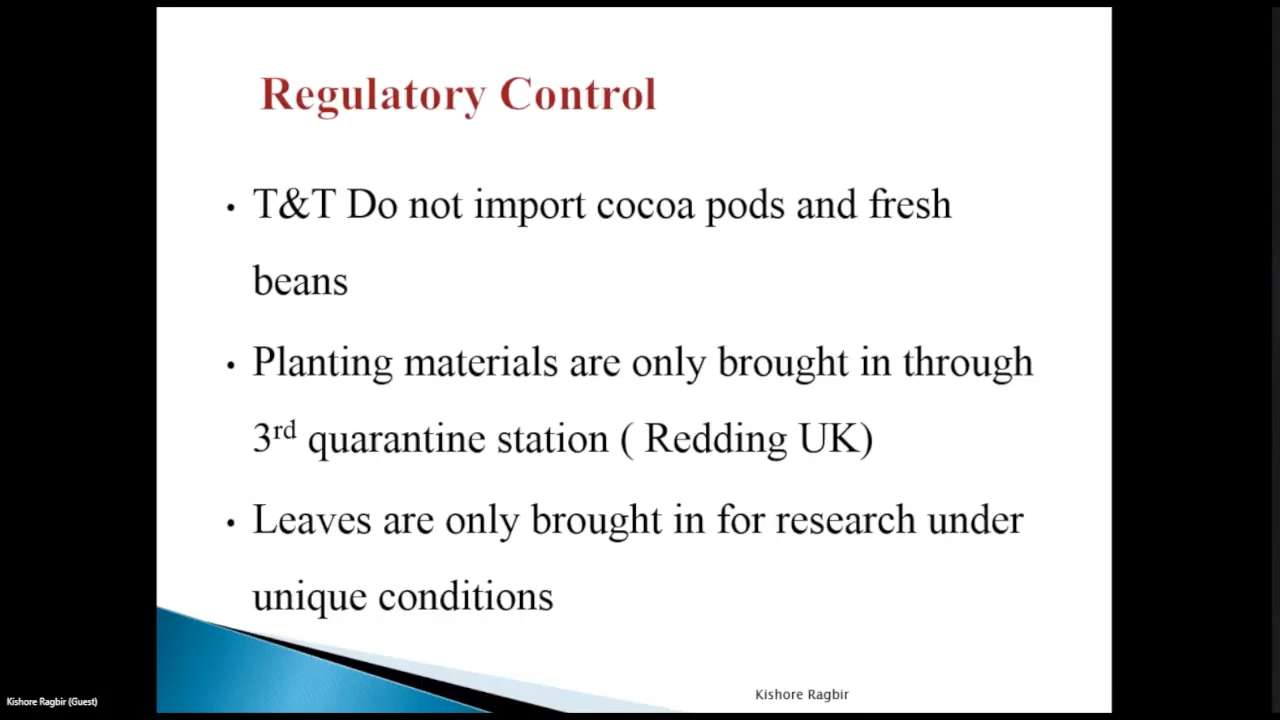 Regulatory Control
• T&T Do not import cocoa pods and fresh
beans
• Planting materials are only brought in through
3rd quarantine station ( Redding UK)
• Leaves are only brought in for research under
unique conditions
Kishore Ragbir
Kishore Ragbir (Guest)